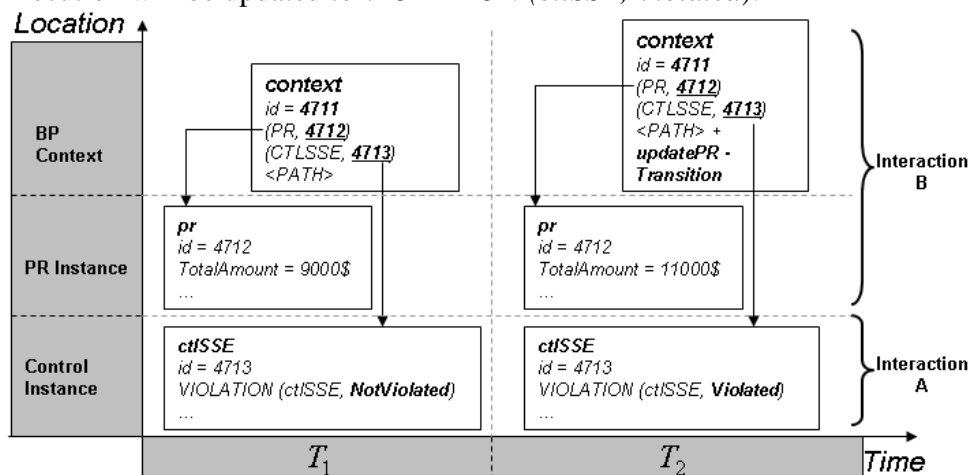 Location
context
id = 4711
(PR, 4712)
(CTLSSE, 4713)
<PATH>
context
id = 4711
(PR, 4712)
(CTLSSE, 4713)
<PATH> +
updatePR -
Transition
BP
Context
Interaction
B
pr
id = 4712
TotalAmount = 9000$
...
pr
id = 4712
TotalAmount = 11000$
...
PR Instance
ctlSSE
id = 4713
VIOLATION (ctlSSE, NotViolated)
...
ctlSSE
id = 4713
VIOLATION (ctlSSE, Violated)
...
Control
Instance
Interaction
A
T1
T2
Time